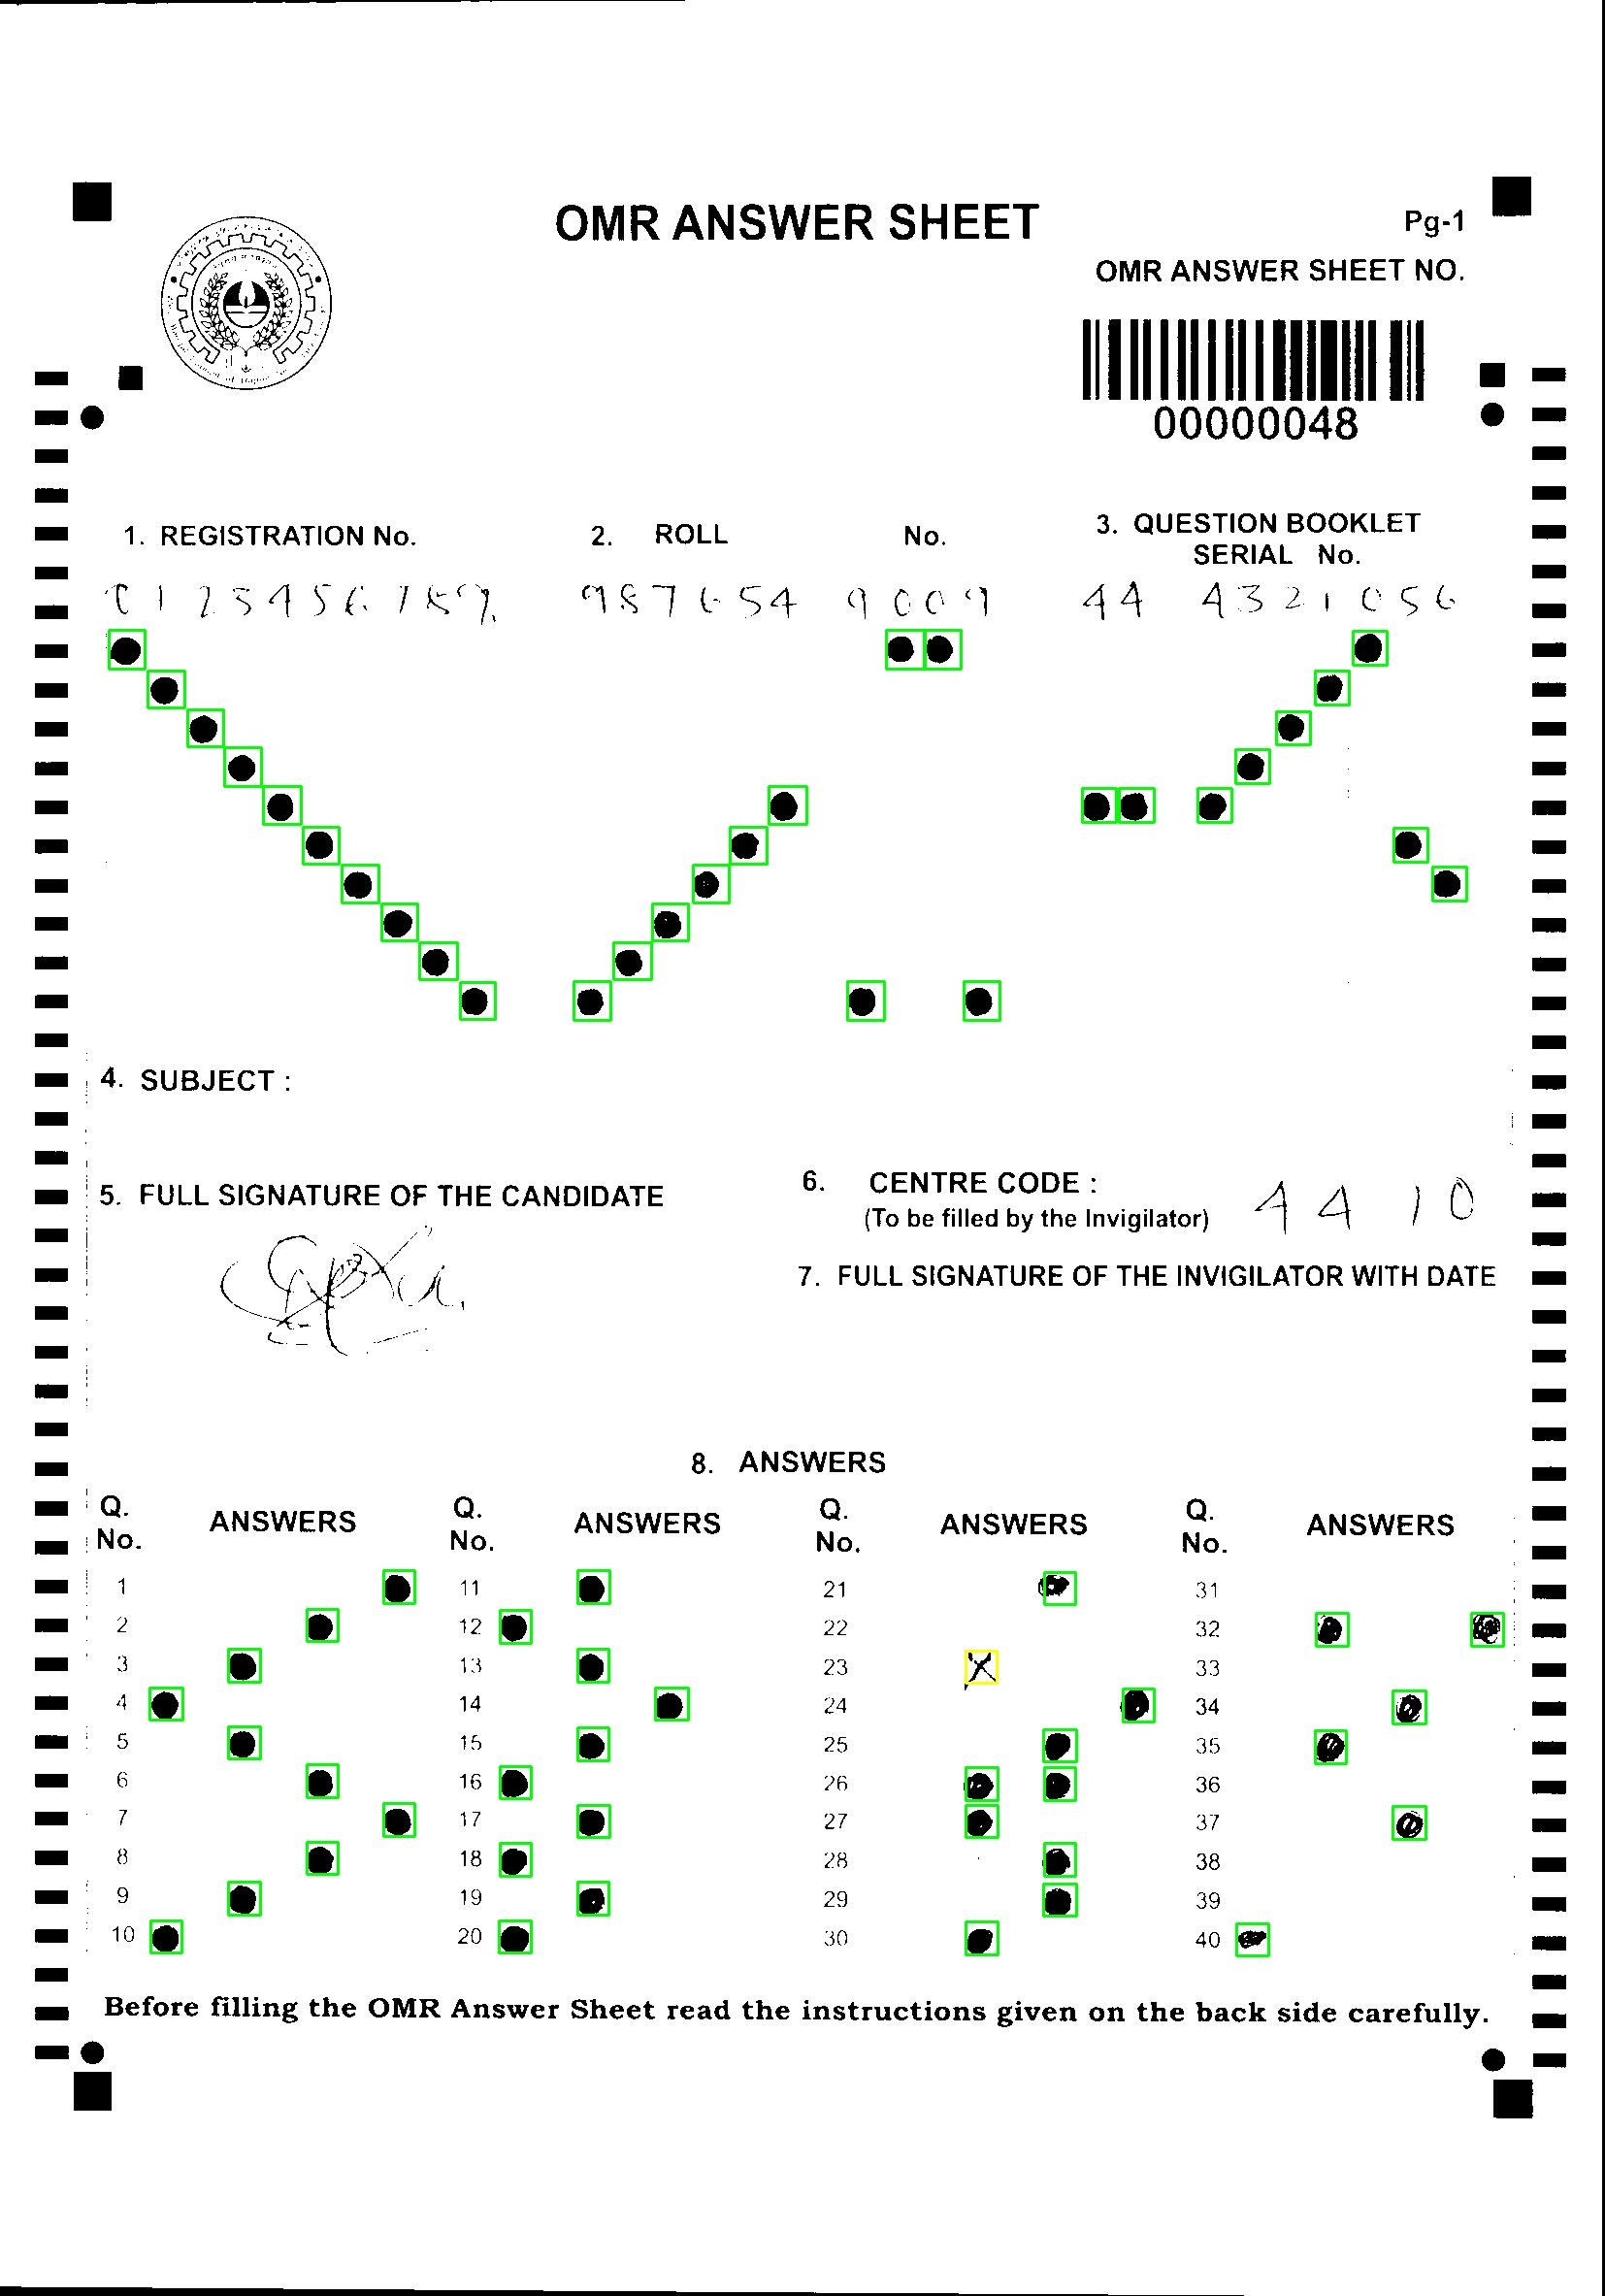 OMR ANSWER SHEET
Pg-1
OMR ANSWER SHEET NO.
00000048
1. REGISTRATION No.
2. ROLL No.
3. QUESTION BOOKLET
SERIAL No.
0123456789 987654 9009 44 4321056
4. SUBJECT :
5. FULL SIGNATURE OF THE CANDIDATE
6. CENTRE CODE : 4410
(To be filled by the Invigilator)
7. FULL SIGNATURE OF THE INVIGILATOR WITH DATE
8. ANSWERS
Q. No. ANSWERS Q. No. ANSWERS Q. No. ANSWERS Q. No. ANSWERS
1 11 21 31
2 12 22 32
3 13 23 33
4 14 24 34
5 15 25 35
6 16 26 36
7 17 27 37
8 18 28 38
9 19 29 39
10 20 30 40
Before filling the OMR Answer Sheet read the instructions given on the back side carefully.